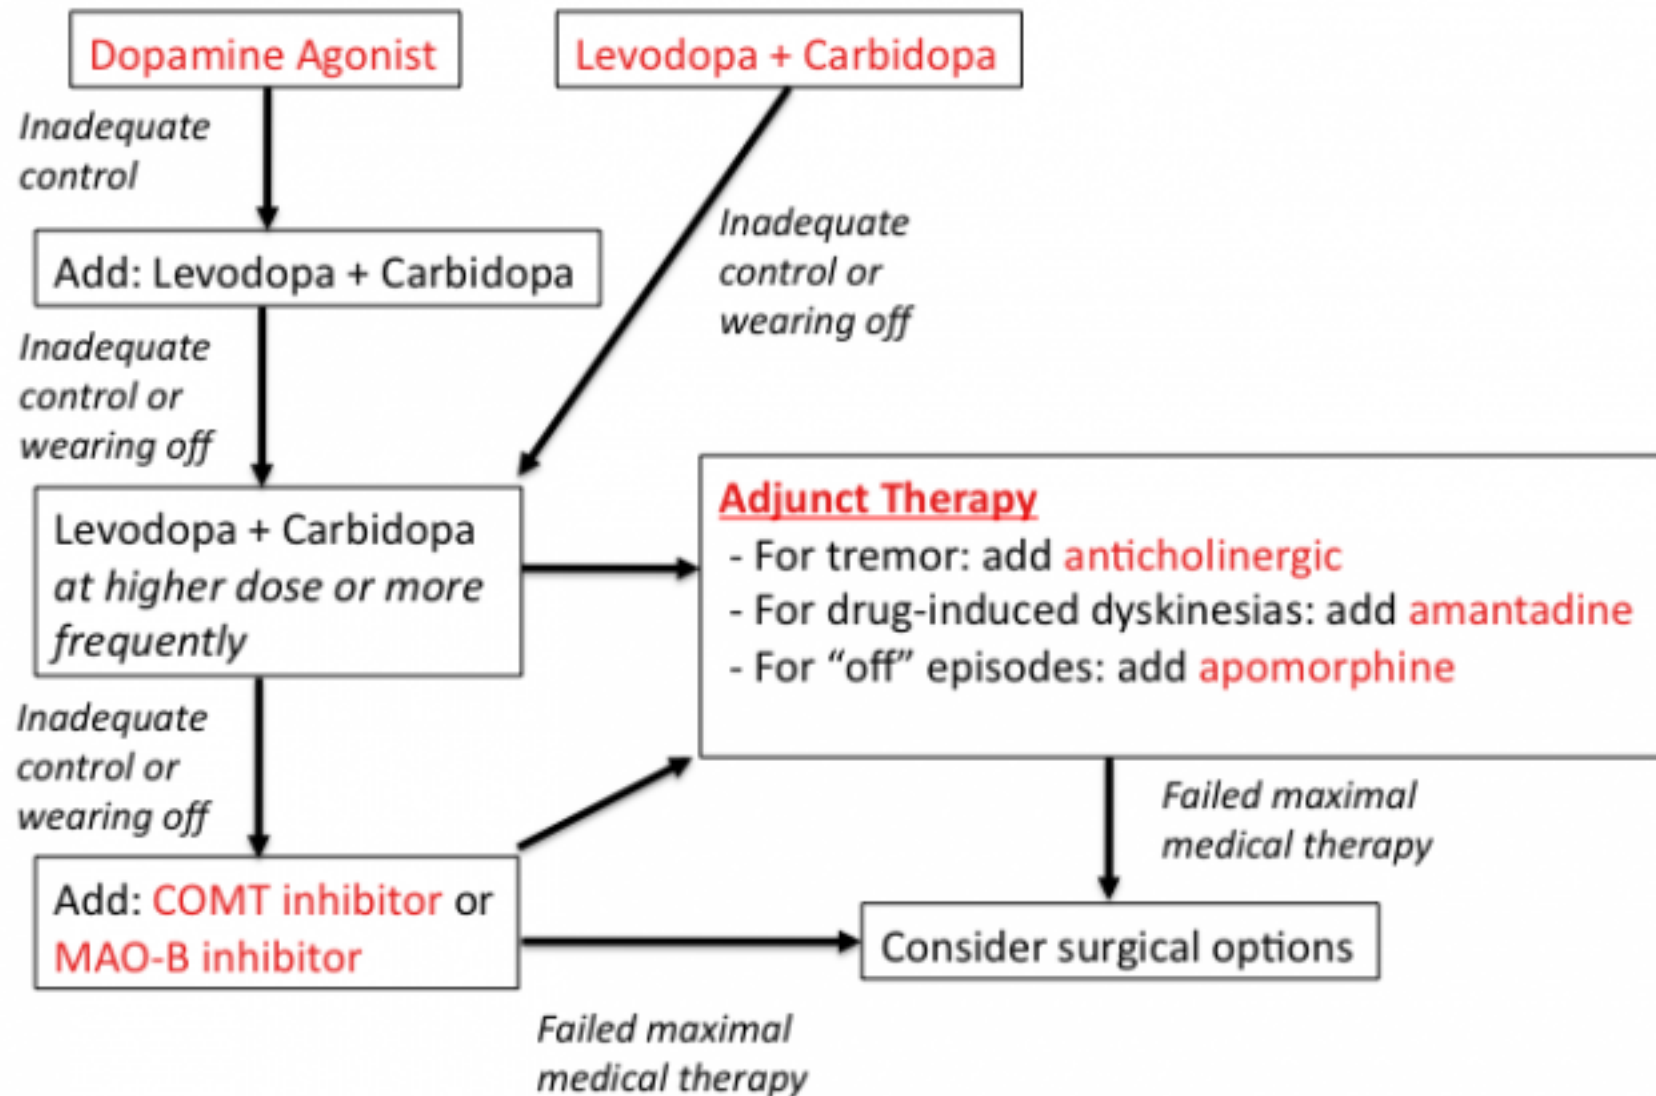 Dopamine Agonist
Levodopa + Carbidopa
Inadequate
control
Inadequate
control or
wearing off
Add: Levodopa + Carbidopa
Inadequate
control or
wearing off
Levodopa + Carbidopa
at higher dose or more
frequently
Adjunct Therapy
- For tremor: add anticholinergic
- For drug-induced dyskinesias: add amantadine
- For “off” episodes: add apomorphine
Inadequate
control or
wearing off
Failed maximal
medical therapy
Add: COMT inhibitor or
MAO-B inhibitor
Consider surgical options
Failed maximal
medical therapy